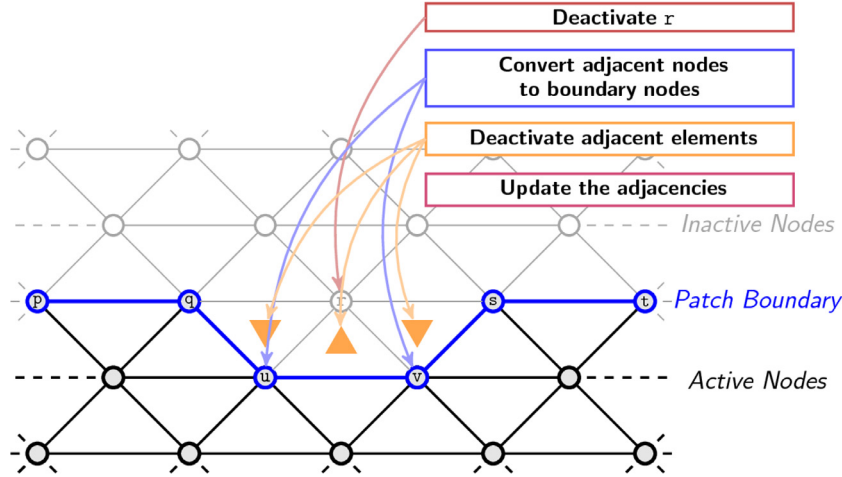 Deactivate r
Convert adjacent nodes
to boundary nodes
Deactivate adjacent elements
Update the adjacencies
Inactive Nodes
p
q
r
s
t
Patch Boundary
u
v
Active Nodes